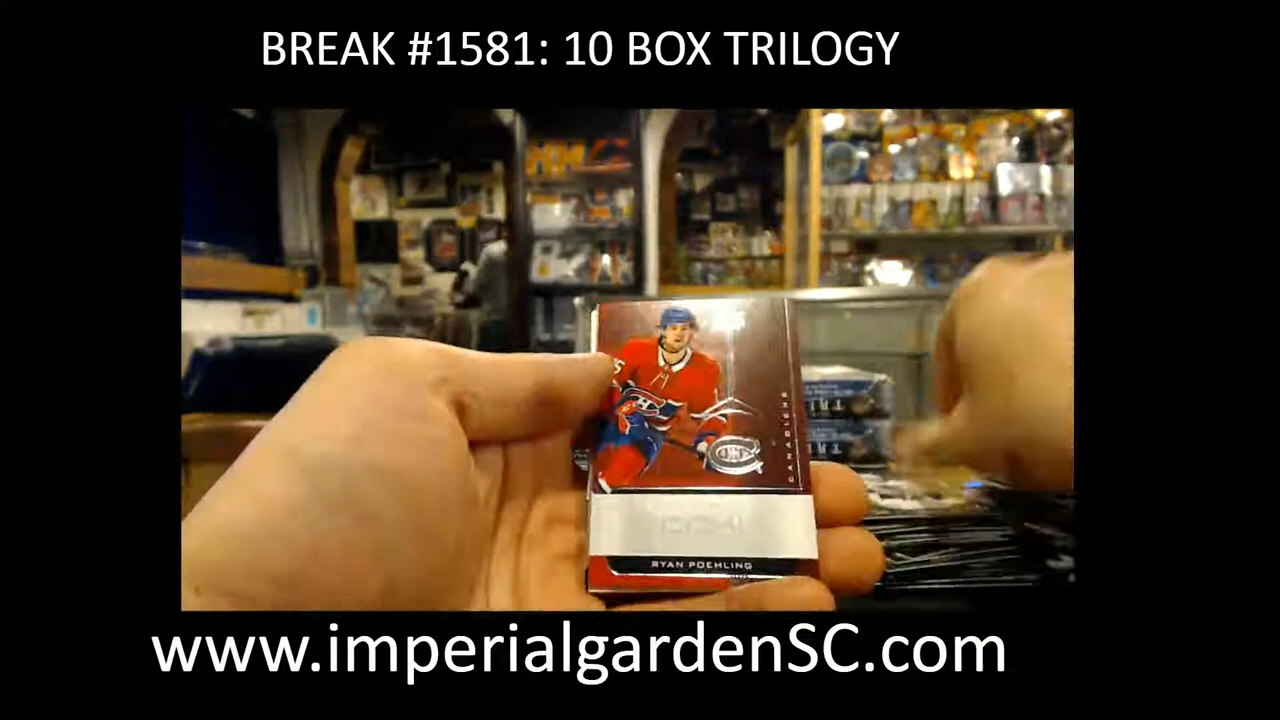 BREAK #1581: 10 BOX TRILOGY
CANADIENS
RYAN POEHLING
www.imperialgardenSC.com